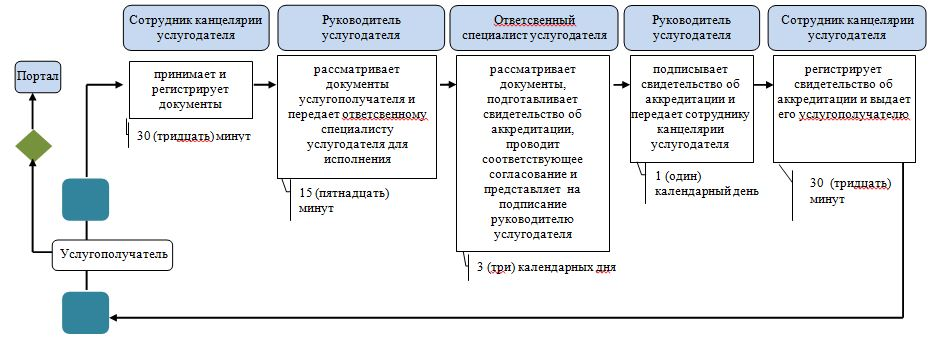 Сотрудник канцелярии
услугодателя
Руководитель
услугодателя
Ответсвенный
специалист услугодателя
Руководитель
услугодателя
Сотрудник канцелярии
услугодателя
Портал
принимает и
регистрирует
документы
30 (тридцать) минут
рассматривает
документы
услугополучателя и
передает ответсвенному
специалисту
услугодателя для
исполнения
15 (пятнадцать)
минут
рассматривает
документы,
подготавливает
свидетельство об
аккредитации,
проводит
соответствующее
согласование и
представляет на
подписание
руководителю
услугодателя
3 (три) календарных дня
подписывает
свидетельство об
аккредитации и
передает сотруднику
канцелярии
услугодателя
1 (один)
календарный день
регистрирует
свидетельство об
аккредитации и выдает
его услугополучателю
30 (тридцать)
минут
Услугополучатель